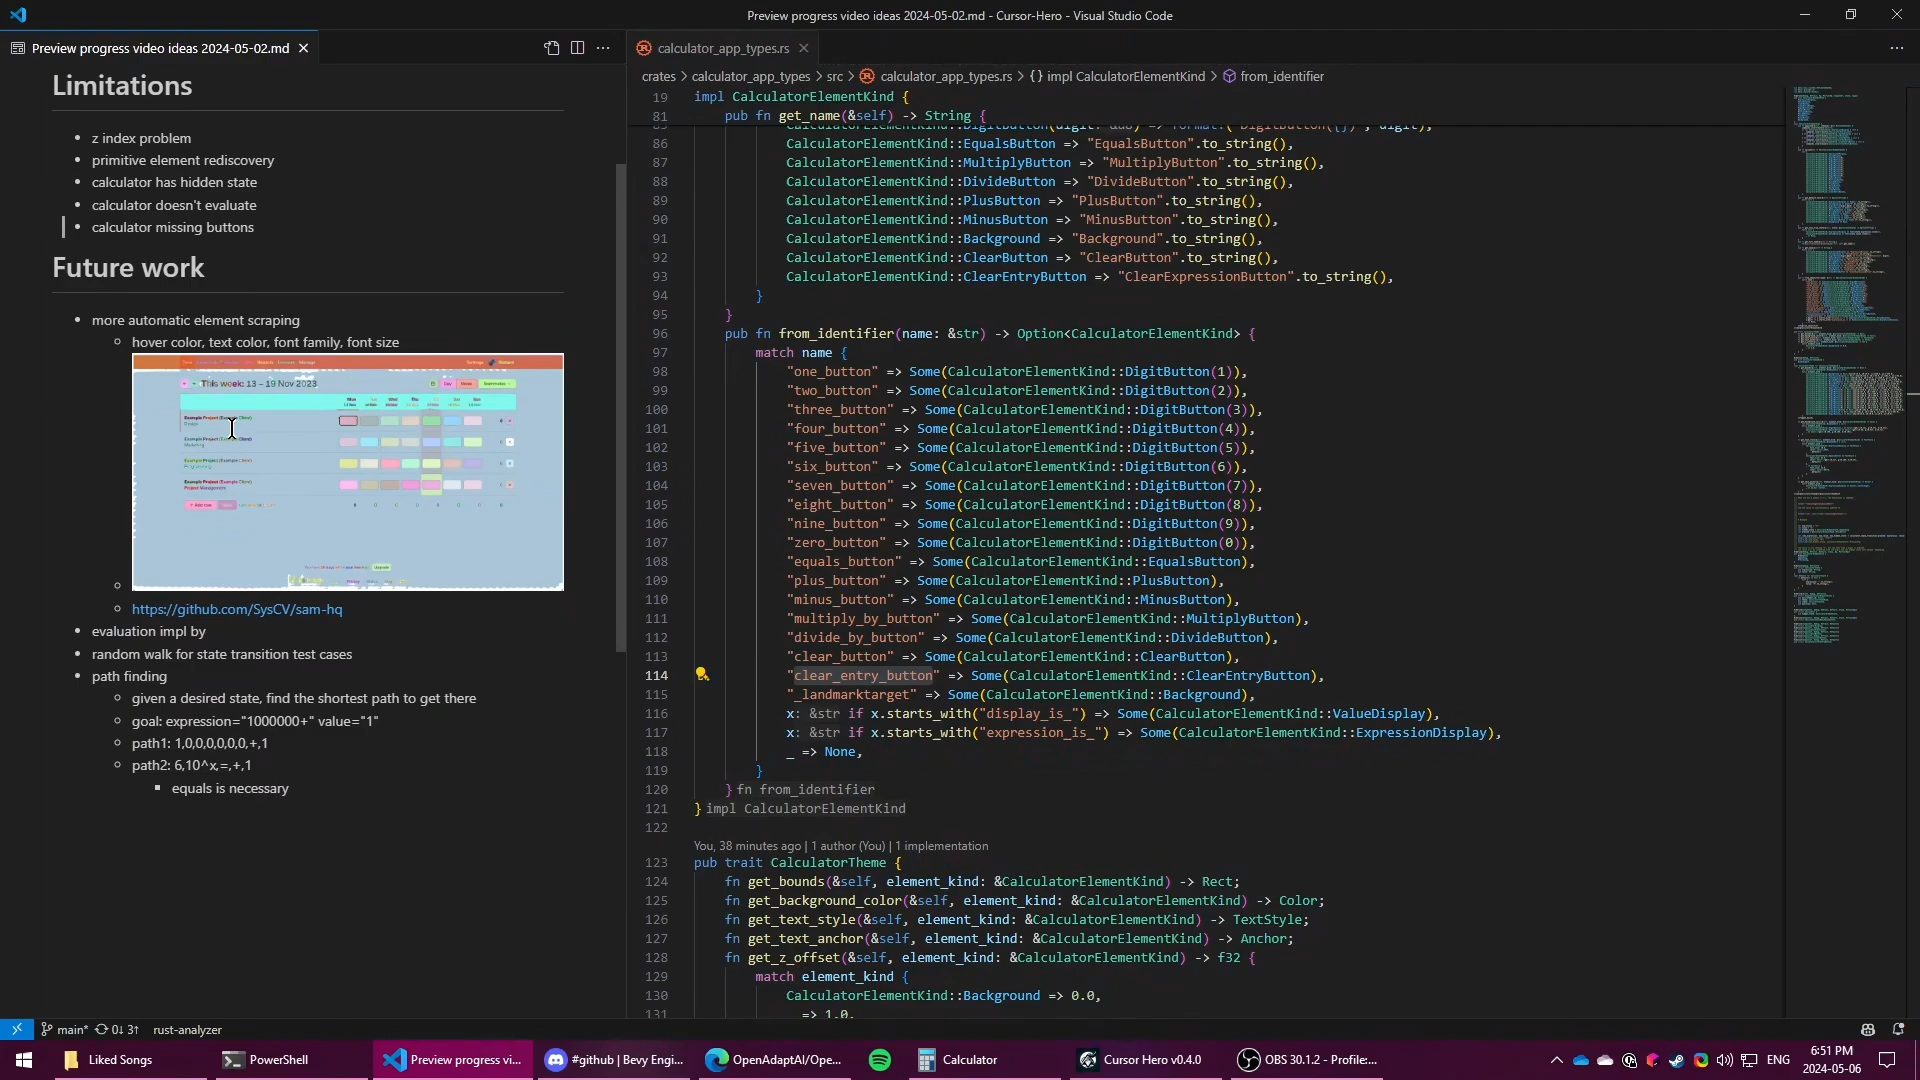 Preview progress video ideas 2024-05-02.md - Cursor-Hero - Visual Studio Code
Preview progress video ideas 2024-05-02.md
Limitations
z index problem
primitive element rediscovery
calculator has hidden state
calculator doesn't evaluate
calculator missing buttons
Future work
more automatic element scraping
hover color, text color, font family, font size
This week: 13 – 19 Nov 2023
https://github.com/SysCV/sam-hq
evaluation impl by
random walk for state transition test cases
path finding
given a desired state, find the shortest path to get there
goal: expression="1000000+" value="1"
path1: 1,0,0,0,0,0,0,+,1
path2: 6,10^x,=,+,1
equals is necessary
calculator_app_types.rs
crates > calculator_app_types > src > calculator_app_types.rs > {} impl CalculatorElementKind > from_identifier
19 impl CalculatorElementKind {
81 pub fn get_name(&self) -> String {
86 CalculatorElementKind::EqualsButton => "EqualsButton".to_string(),
87 CalculatorElementKind::MultiplyButton => "MultiplyButton".to_string(),
88 CalculatorElementKind::DivideButton => "DivideButton".to_string(),
89 CalculatorElementKind::PlusButton => "PlusButton".to_string(),
90 CalculatorElementKind::MinusButton => "MinusButton".to_string(),
91 CalculatorElementKind::Background => "Background".to_string(),
92 CalculatorElementKind::ClearButton => "ClearButton".to_string(),
93 CalculatorElementKind::ClearEntryButton => "ClearExpressionButton".to_string(),
94 }
95 }
96 pub fn from_identifier(name: &str) -> Option<CalculatorElementKind> {
97 match name {
98 "one_button" => Some(CalculatorElementKind::DigitButton(1)),
99 "two_button" => Some(CalculatorElementKind::DigitButton(2)),
100 "three_button" => Some(CalculatorElementKind::DigitButton(3)),
101 "four_button" => Some(CalculatorElementKind::DigitButton(4)),
102 "five_button" => Some(CalculatorElementKind::DigitButton(5)),
103 "six_button" => Some(CalculatorElementKind::DigitButton(6)),
104 "seven_button" => Some(CalculatorElementKind::DigitButton(7)),
105 "eight_button" => Some(CalculatorElementKind::DigitButton(8)),
106 "nine_button" => Some(CalculatorElementKind::DigitButton(9)),
107 "zero_button" => Some(CalculatorElementKind::DigitButton(0)),
108 "equals_button" => Some(CalculatorElementKind::EqualsButton),
109 "plus_button" => Some(CalculatorElementKind::PlusButton),
110 "minus_button" => Some(CalculatorElementKind::MinusButton),
111 "multiply_by_button" => Some(CalculatorElementKind::MultiplyButton),
112 "divide_by_button" => Some(CalculatorElementKind::DivideButton),
113 "clear_button" => Some(CalculatorElementKind::ClearButton),
114 "clear_entry_button" => Some(CalculatorElementKind::ClearEntryButton),
115 "_landmarktarget" => Some(CalculatorElementKind::Background),
116 x: &str if x.starts_with("display_is_") => Some(CalculatorElementKind::ValueDisplay),
117 x: &str if x.starts_with("expression_is_") => Some(CalculatorElementKind::ExpressionDisplay),
118 _ => None,
119 }
120 } fn from_identifier
121 } impl CalculatorElementKind
122
You, 38 minutes ago | 1 author (You) | 1 implementation
123 pub trait CalculatorTheme {
124 fn get_bounds(&self, element_kind: &CalculatorElementKind) -> Rect;
125 fn get_background_color(&self, element_kind: &CalculatorElementKind) -> Color;
126 fn get_text_style(&self, element_kind: &CalculatorElementKind) -> TextStyle;
127 fn get_text_anchor(&self, element_kind: &CalculatorElementKind) -> Anchor;
128 fn get_z_offset(&self, element_kind: &CalculatorElementKind) -> f32 {
129 match element_kind {
130 CalculatorElementKind::Background => 0.0,
131 _ => 1.0,
main* 0↓ 3↑ rust-analyzer
Liked Songs
PowerShell
Preview progress vi...
#github | Bevy Engi...
OpenAdaptAI/Ope...
Calculator
Cursor Hero v0.4.0
OBS 30.1.2 - Profile:...
ENG
6:51 PM
2024-05-06